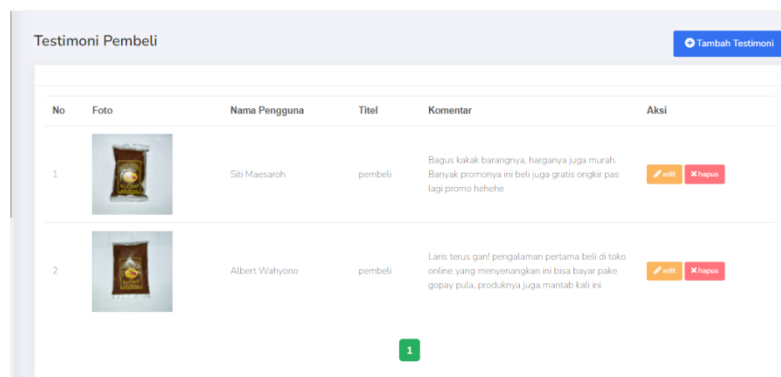 Testimoni Pembeli
Tambah Testimoni
No Foto Nama Pengguna Titel Komentar Aksi
1 Siti Maesaroh pembeli Bagus kakak barangnya, harganya juga murah.
Banyak promonya ini beli juga gratis ongkir pas
lagi promo hehehe
edit hapus
2 Albert Wahyono pembeli Laris terus gan! pengalaman pertama beli di toko
online yang menyenangkan ini bisa bayar pake
gopay pula, produknya juga mantab kali ini
edit hapus
1